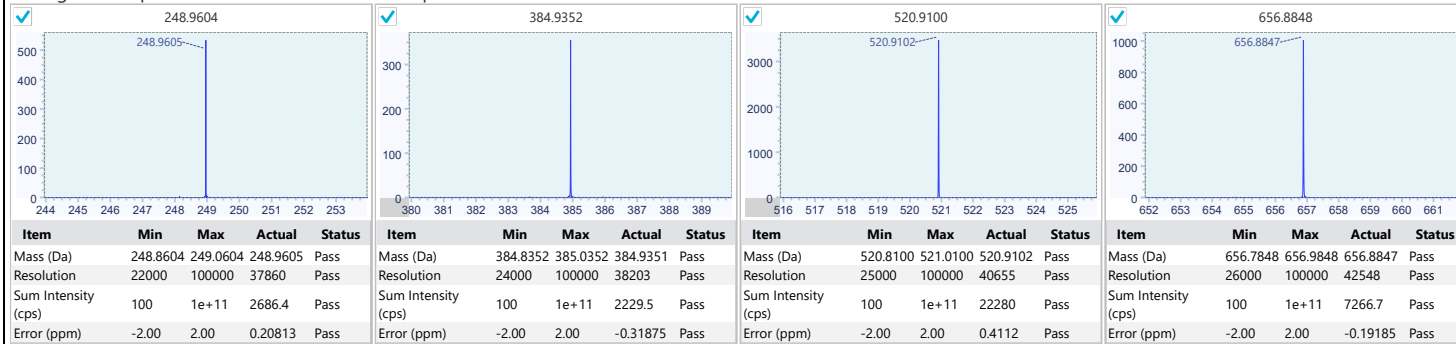 248.9604
248.9605
500
400
300
200
100
0
244 245 246 247 248 249 250 251 252 253
Item Min Max Actual Status
Mass (Da) 248.8604 249.0604 248.9605 Pass
Resolution 22000 100000 37860 Pass
Sum Intensity (cps) 100 1e+11 2686.4 Pass
Error (ppm) -2.00 2.00 0.20813 Pass
384.9352
300
200
100
0
380 381 382 383 384 385 386 387 388 389
Item Min Max Actual Status
Mass (Da) 384.8352 385.0352 384.9351 Pass
Resolution 24000 100000 38203 Pass
Sum Intensity (cps) 100 1e+11 2229.5 Pass
Error (ppm) -2.00 2.00 -0.31875 Pass
520.9100
520.9102
3000
2000
1000
0
516 517 518 519 520 521 522 523 524 525
Item Min Max Actual Status
Mass (Da) 520.8100 521.0100 520.9102 Pass
Resolution 25000 100000 40655 Pass
Sum Intensity (cps) 100 1e+11 22280 Pass
Error (ppm) -2.00 2.00 0.4112 Pass
656.8848
656.8847
1000
800
600
400
200
0
652 653 654 655 656 657 658 659 660 661
Item Min Max Actual Status
Mass (Da) 656.7848 656.9848 656.8847 Pass
Resolution 26000 100000 42548 Pass
Sum Intensity (cps) 100 1e+11 7266.7 Pass
Error (ppm) -2.00 2.00 -0.19185 Pass